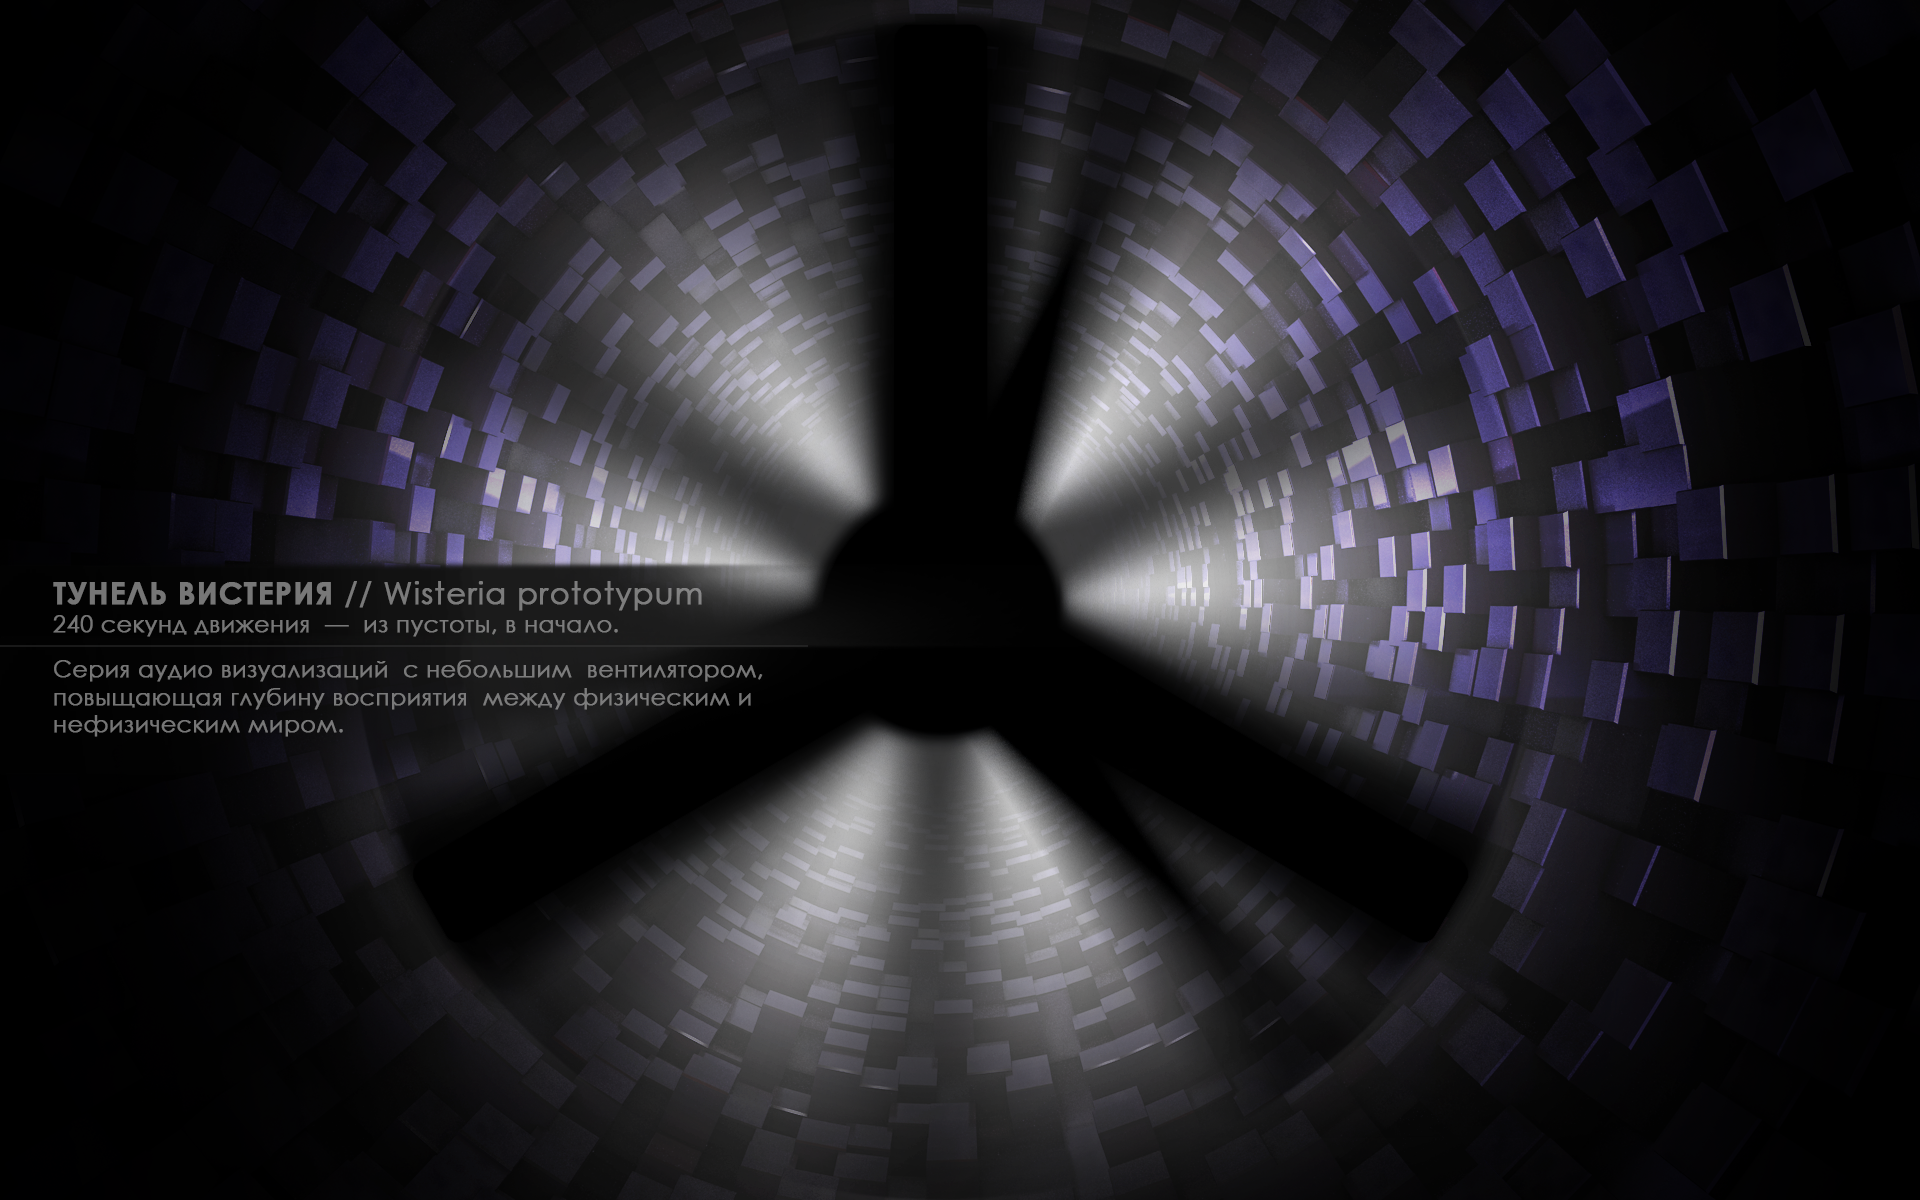 ТУНЕЛЬ ВИСТЕРИЯ // Wisteria prototypum
240 секунд движения — из пустоты, в начало.
Серия аудио визуализаций с небольшим вентилятором,
повыщающая глубину восприятия между физическим и
нефизическим миром.